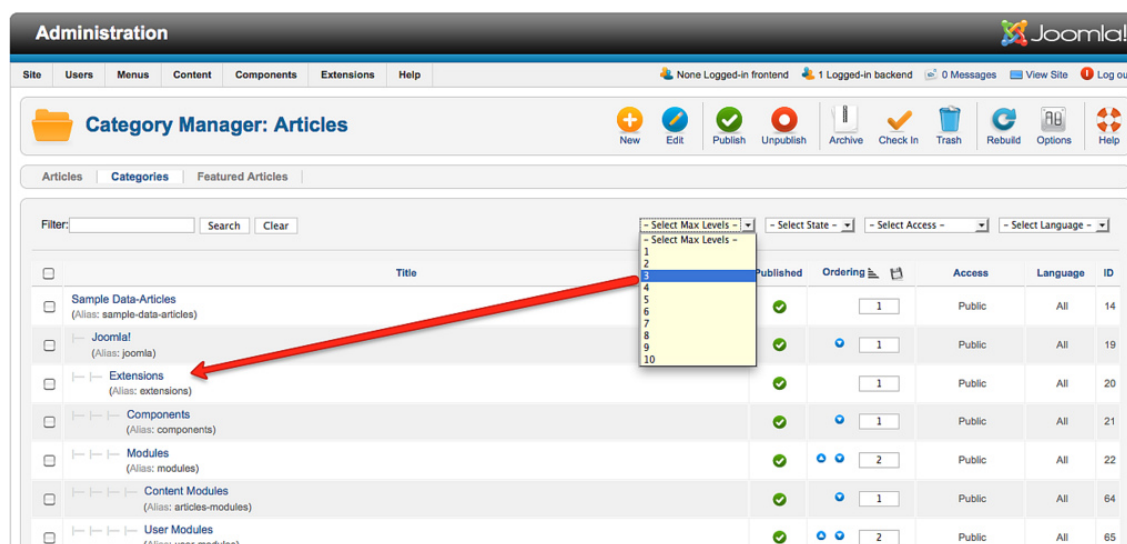 Administration
Joomla!
Site Users Menus Content Components Extensions Help
None Logged-in frontend 1 Logged-in backend 0 Messages View Site Log ou
Category Manager: Articles
New Edit Publish Unpublish Archive Check In Trash Rebuild Options Help
Articles Categories Featured Articles
Filter: Search Clear
- Select Max Levels - - Select State - - Select Access - - Select Language -
- Select Max Levels -
1
2
3
4
5
6
7
8
9
10
Title Published Ordering Access Language ID
Sample Data-Articles 1 Public All 14
(Alias: sample-data-articles)
Joomla! 1 Public All 19
(Alias: joomla)
Extensions 1 Public All 20
(Alias: extensions)
Components 1 Public All 21
(Alias: components)
Modules 2 Public All 22
(Alias: modules)
Content Modules 1 Public All 64
(Alias: articles-modules)
User Modules 2 Public All 65
(Alias: user-modules)